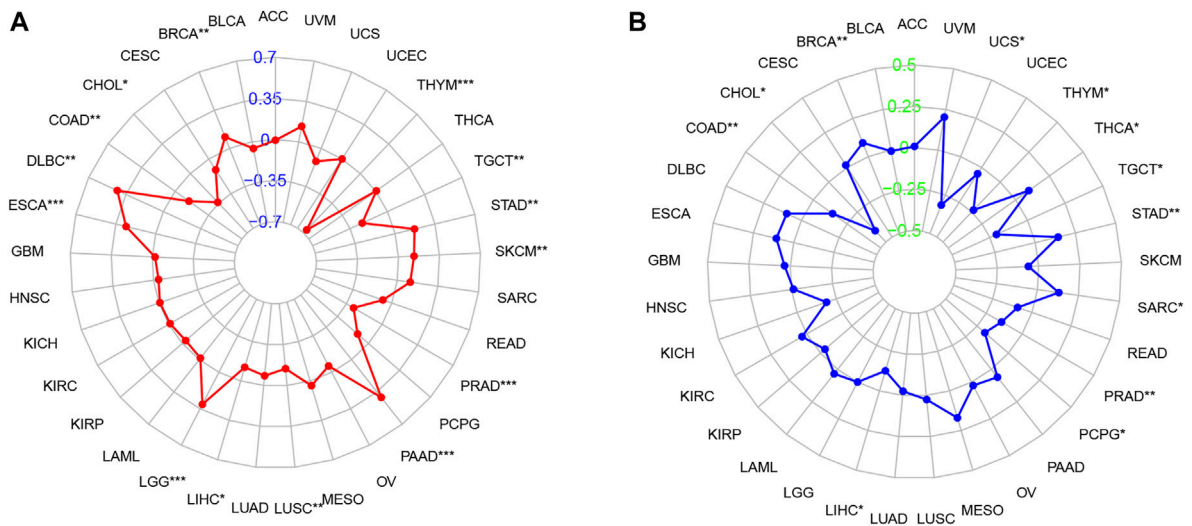 A
ACC
UVM
UCS
UCEC
THYM***
THCA
TGCT**
STAD**
SKCM**
SARC
READ
PRAD***
PCPG
PAAD***
OV
MESO
LUSC**
LUAD
LIHC*
LGG***
LAML
KIRP
KIRC
KICH
HNSC
GBM
ESCA***
DLBC**
COAD**
CHOL*
CESC
BRCA**
BLCA
0.7
0.35
0
−0.35
−0.7
B
ACC
UVM
UCS*
UCEC
THYM*
THCA*
TGCT*
STAD**
SKCM
SARC*
READ
PRAD**
PCPG*
PAAD
OV
MESO
LUSC
LUAD
LIHC*
LGG
LAML
KIRP
KIRC
KICH
HNSC
GBM
ESCA
DLBC
COAD**
CHOL*
CESC
BRCA**
BLCA
0.5
0.25
0
−0.25
−0.5